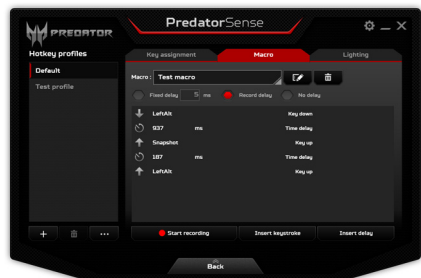 PREDATOR
PredatorSense
Hotkey profiles
Key assignment
Macro
Lighting
Default
Test profile
Macro : Test macro
Fixed delay 5 ms Record delay No delay
LeftAlt Key down
937 ms Time delay
Snapshot Key up
187 ms Time delay
LeftAlt Key up
Start recording
Insert keystroke
Insert delay
Back